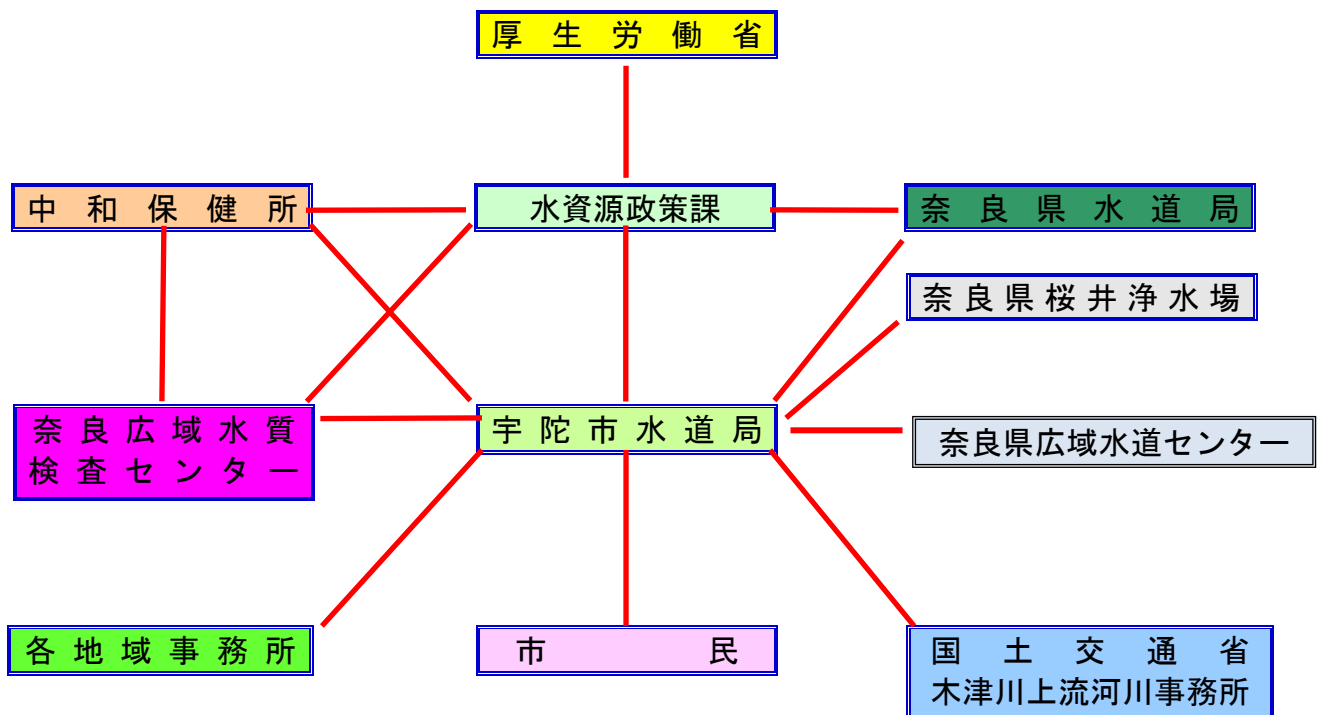 厚生労働省
中和保健所
水資源政策課
奈良県水道局
奈良県桜井浄水場
奈良広域水質
検査センター
宇陀市水道局
奈良県広域水道センター
各地域事務所
市民
国土交通省
木津川上流河川事務所